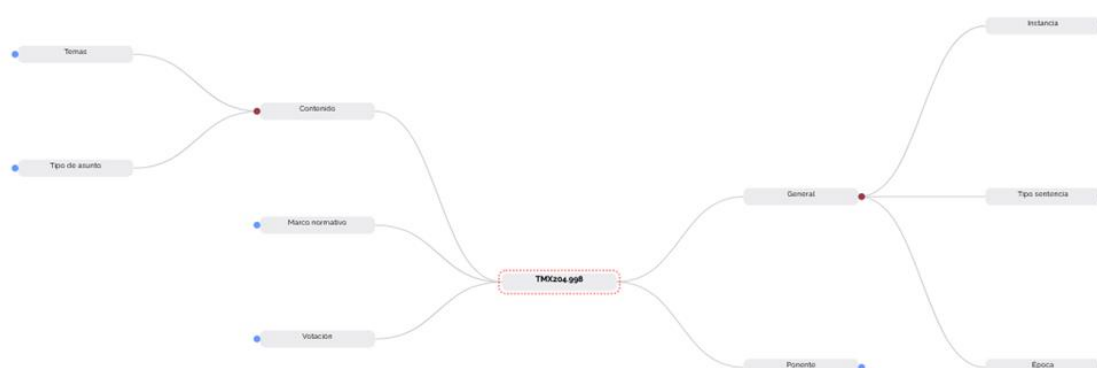 Instancia
Temas
Contenido
Tipo de asunto
General
Tipo sentencia
Marco normativo
TMX204.998
Votación
Ponente
Época